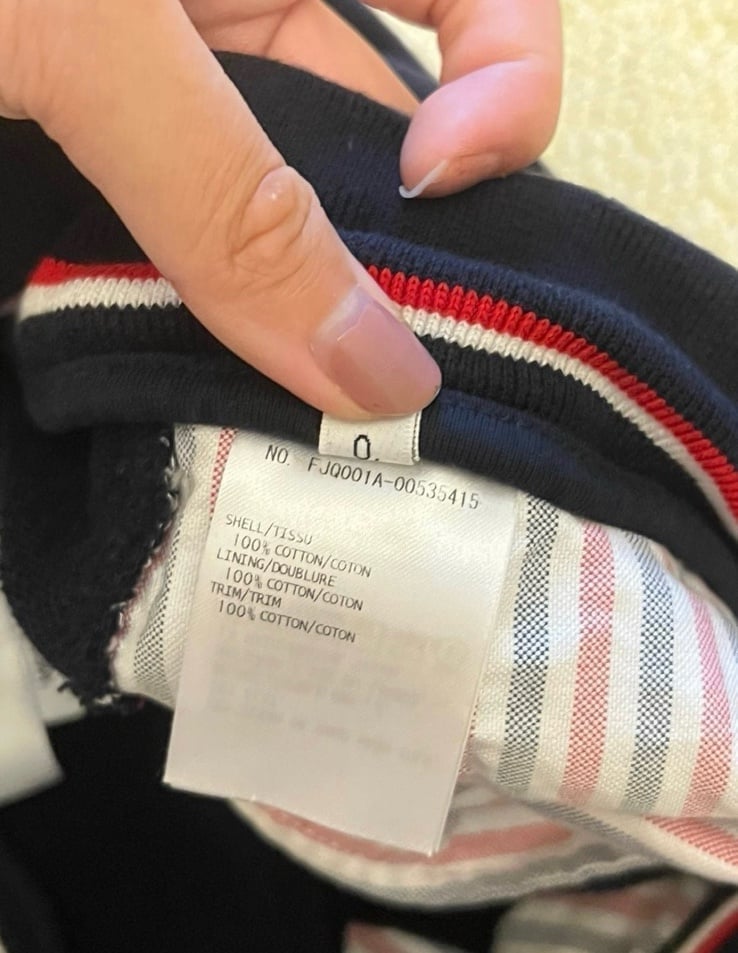 0.
NO. FJQ001A-00535415
SHELL/TISSU
100% COTTON/COTON
LINING/DOUBLURE
100% COTTON/COTON
TRIM/TRIM
100% COTTON/COTON